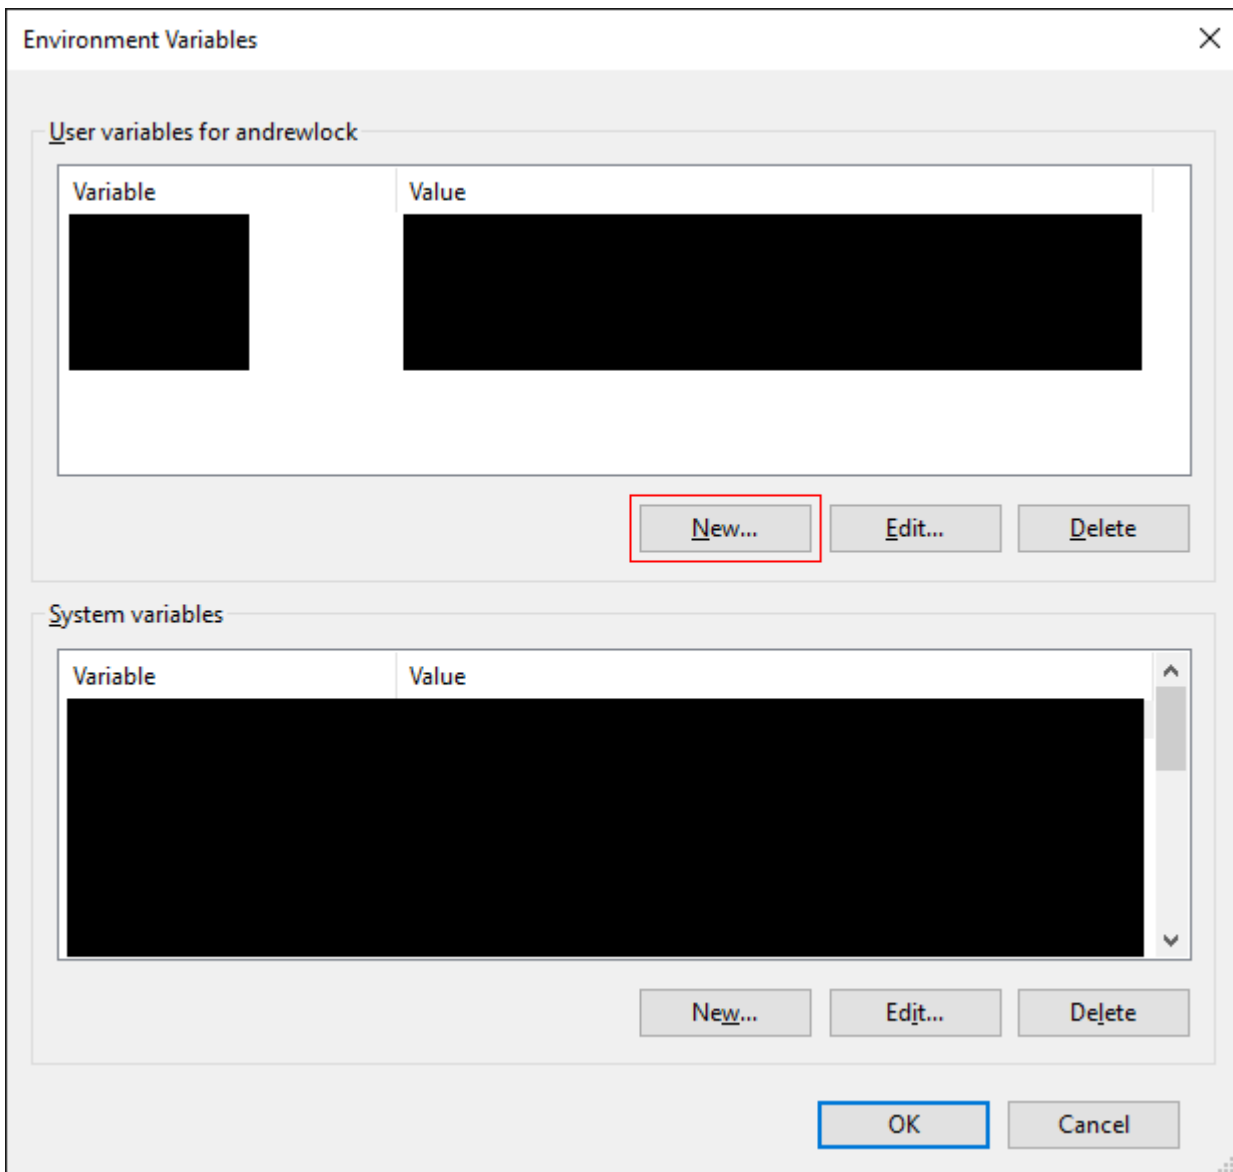 Environment Variables
User variables for andrewlock
Variable Value
New... Edit... Delete
System variables
Variable Value
New... Edit... Delete
OK Cancel